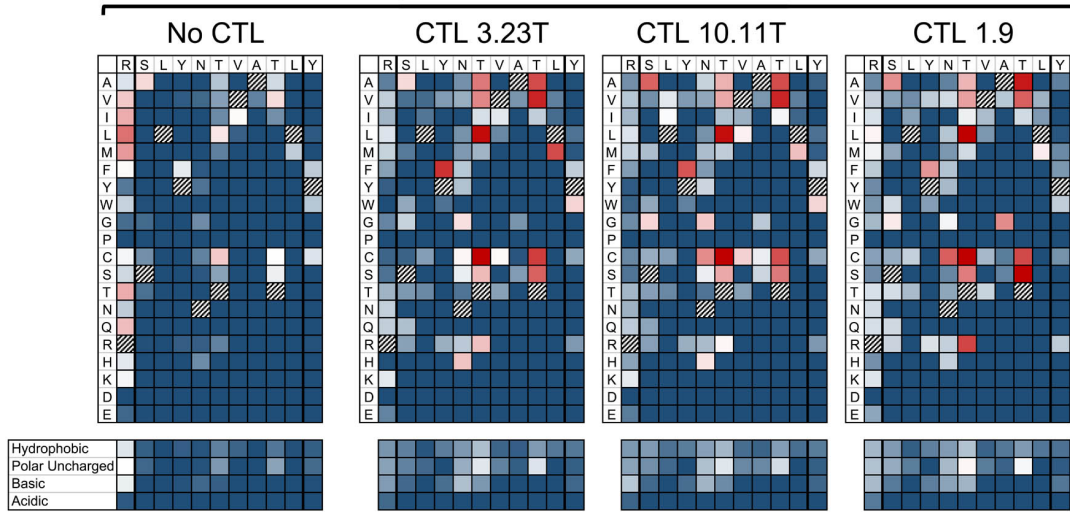 No CTL CTL 3.23T CTL 10.11T CTL 1.9
R S L Y N T V A T L Y R S L Y N T V A T L Y R S L Y N T V A T L Y R S L Y N T V A T L Y
A A A A
V V V V
I I I I
L L L L
M M M M
F F F F
Y Y Y Y
W W W W
G G G G
P P P P
C C C C
S S S S
T T T T
N N N N
Q Q Q Q
R R R R
H H H H
K K K K
D D D D
E E E E
Hydrophobic
Polar Uncharged
Basic
Acidic